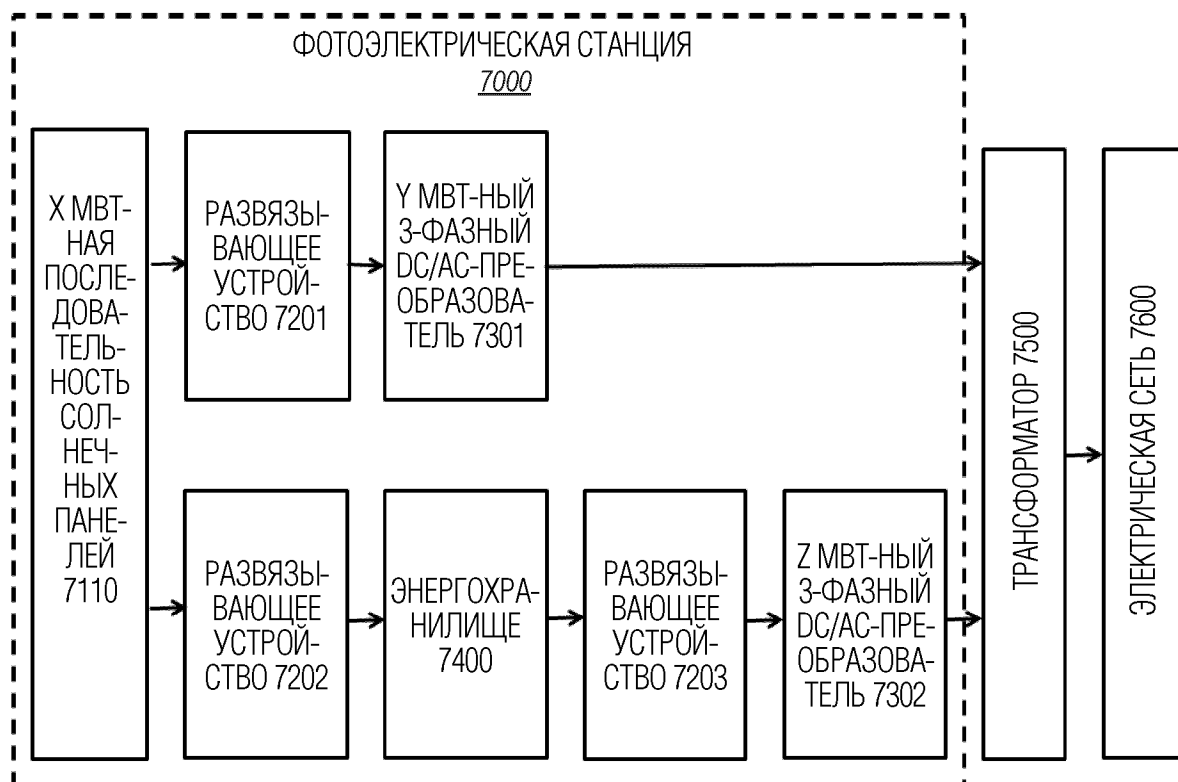 ФОТОЭЛЕКТРИЧЕСКАЯ СТАНЦИЯ
7000
X МВТ-
НАЯ
ПОСЛЕ-
ДОВА-
ТЕЛЬ-
НОСТЬ
СОЛ-
НЕЧ-
НЫХ
ПАНЕ-
ЛЕЙ
7110
РАЗВЯЗЫ-
ВАЮЩЕЕ
УСТРОЙ-
СТВО 7201
Y МВТ-НЫЙ
3-ФАЗНЫЙ
DC/AC-ПРЕ-
ОБРАЗОВА-
ТЕЛЬ 7301
РАЗВЯЗЫ-
ВАЮЩЕЕ
УСТРОЙ-
СТВО 7202
ЭНЕРГОХРА-
НИЛИЩЕ
7400
РАЗВЯЗЫ-
ВАЮЩЕЕ
УСТРОЙ-
СТВО 7203
Z МВТ-НЫЙ
3-ФАЗНЫЙ
DC/AC-ПРЕ-
ОБРАЗОВА-
ТЕЛЬ 7302
ТРАНСФОРМАТОР 7500
ЭЛЕКТРИЧЕСКАЯ СЕТЬ 7600